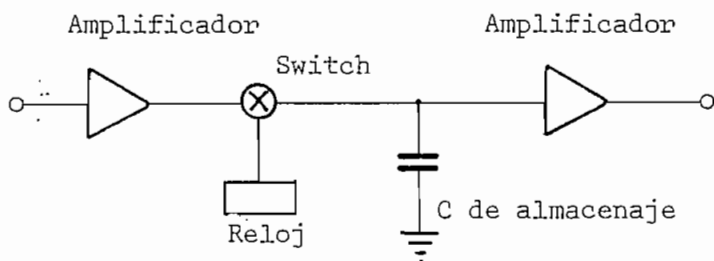 Amplificador
Amplificador
Switch
Reloj
C de almacenaje